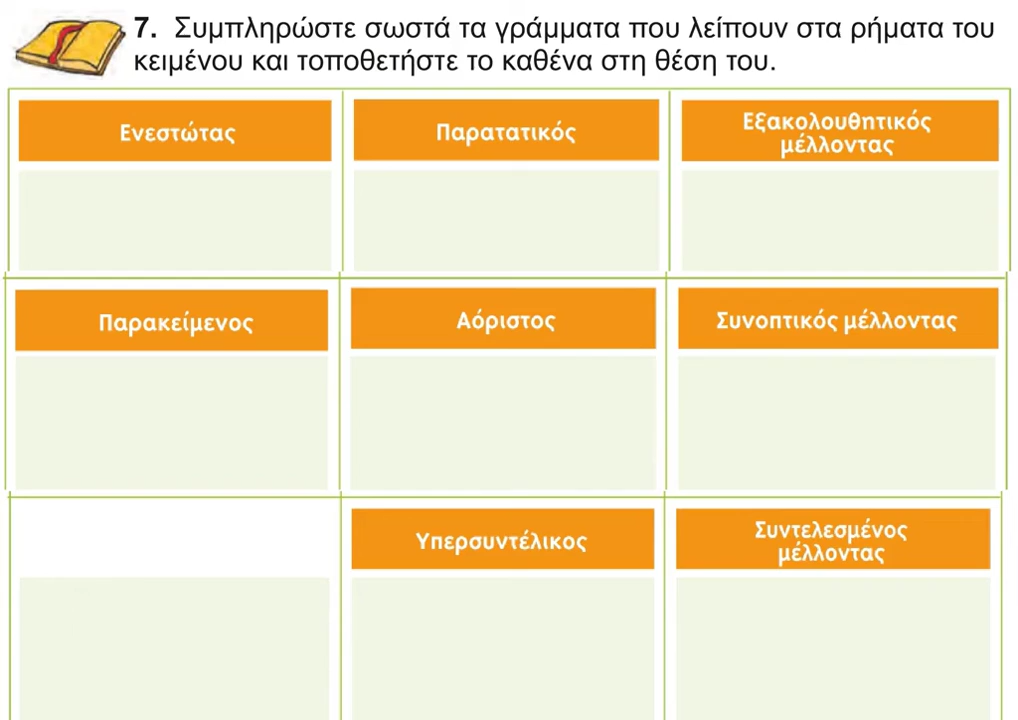 7. Συμπληρώστε σωστά τα γράμματα που λείπουν στα ρήματα του
κειμένου και τοποθετήστε το καθένα στη θέση του.
Ενεστώτας
Παρατατικός
Εξακολουθητικός
μέλλοντας
Παρακείμενος
Αόριστος
Συνοπτικός μέλλοντας
Υπερσυντέλικος
Συντελεσμένος
μέλλοντας